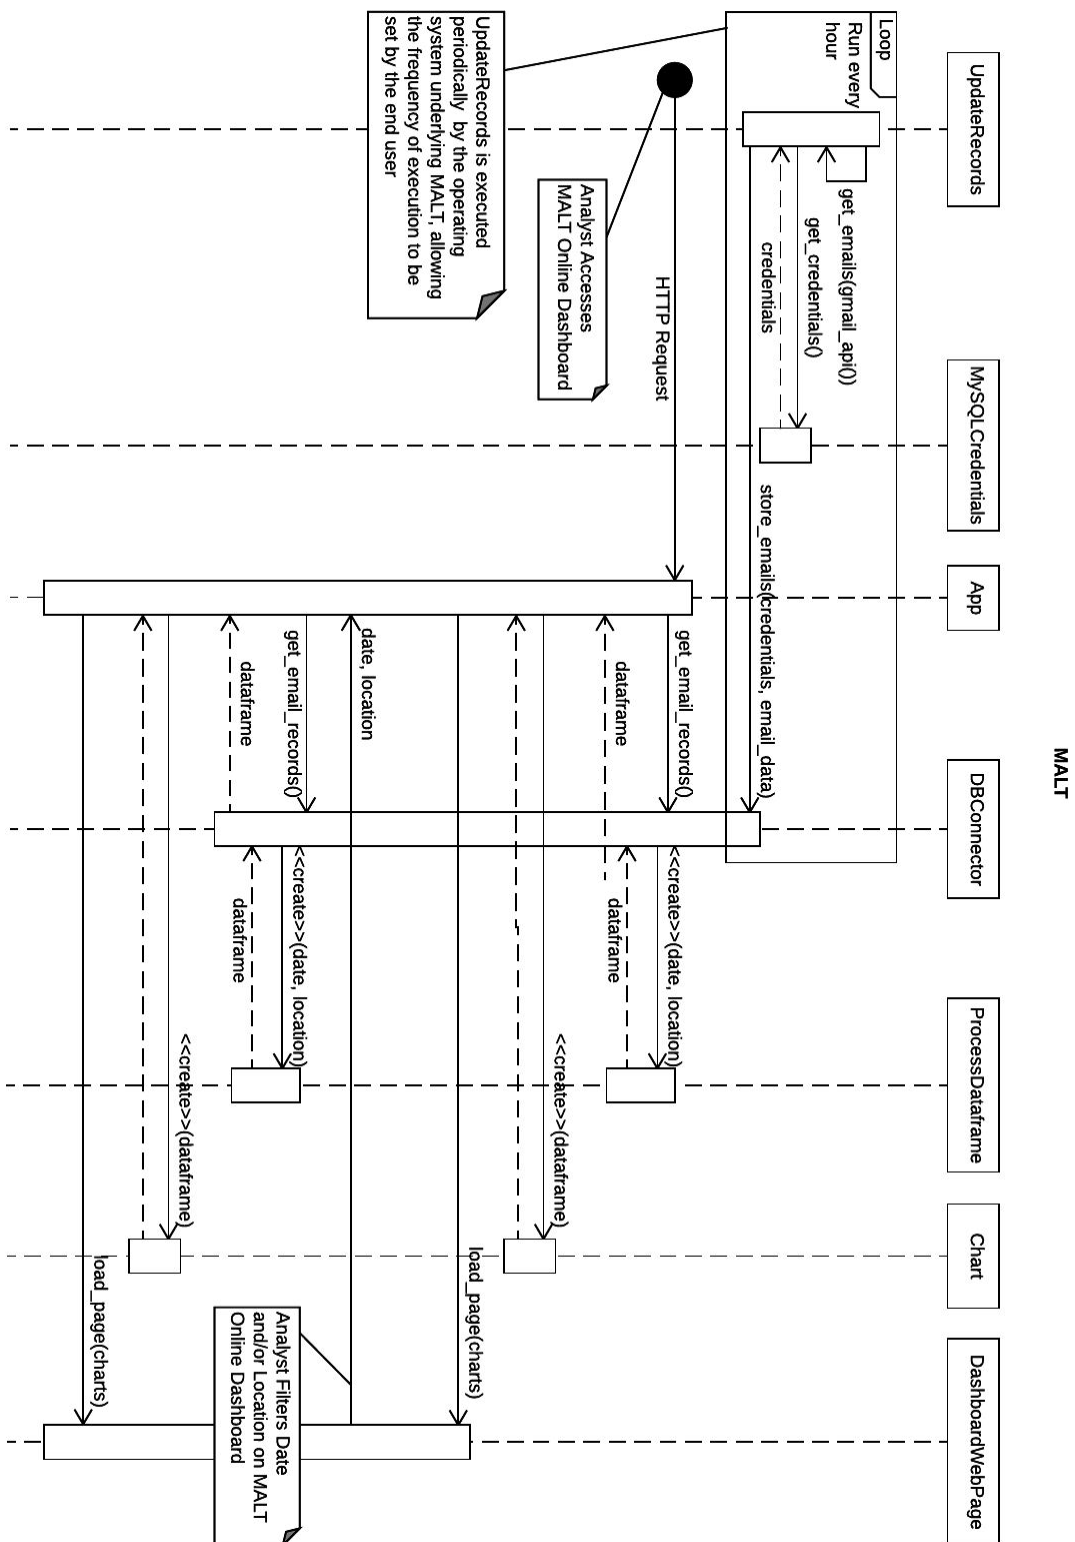 MALT
UpdateRecords
MySQLCredentials
App
DBConnector
ProcessDataframe
Chart
DashboardWebPage
Loop
Run every
hour
get_emails(gmail_api())
get_credentials()
credentials
store_emails(credentials, email_data)
HTTP Request
Analyst Accesses
MALT Online Dashboard
UpdateRecords is executed
periodically by the operating
system underlying MALT, allowing
the frequency of execution to be
set by the end user
get_email_records()
<<create>>(date, location)
dataframe
dataframe
<<create>>(dataframe)
load_page(charts)
date, location
Analyst Filters Date
and/or Location on MALT
Online Dashboard
get_email_records()
<<create>>(date, location)
dataframe
dataframe
<<create>>(dataframe)
load_page(charts)